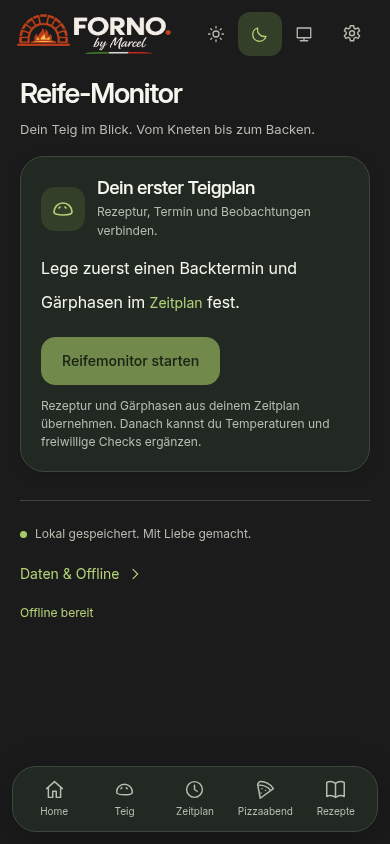 FORNO.
by Marcel
Reife-Monitor
Dein Teig im Blick. Vom Kneten bis zum Backen.
Dein erster Teigplan
Rezeptur, Termin und Beobachtungen
verbinden.
Lege zuerst einen Backtermin und
Gärphasen im Zeitplan fest.
Reifemonitor starten
Rezeptur und Gärphasen aus deinem Zeitplan
übernehmen. Danach kannst du Temperaturen und
freiwillige Checks ergänzen.
Lokal gespeichert. Mit Liebe gemacht.
Daten & Offline
Offline bereit
Home Teig Zeitplan Pizzaabend Rezepte